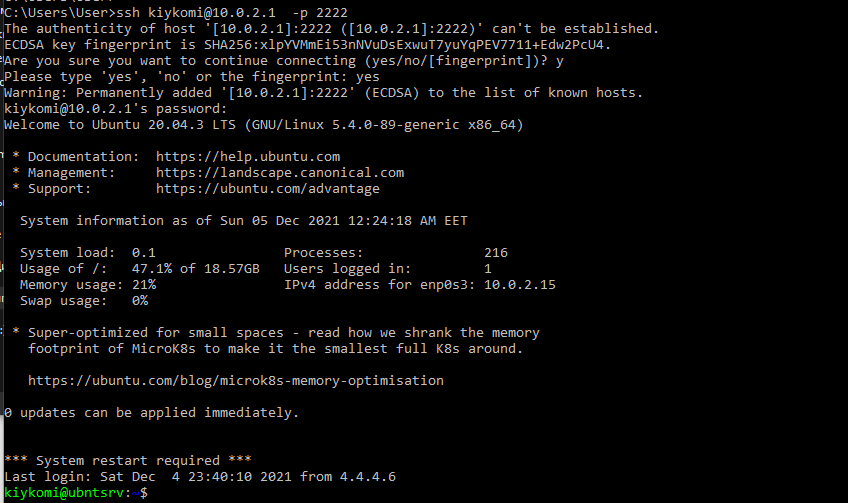 C:\Users\User>ssh kiykomi@10.0.2.1  -p 2222
The authenticity of host '[10.0.2.1]:2222 ([10.0.2.1]:2222)' can't be established.
ECDSA key fingerprint is SHA256:xlpYVMmEi53nNVuDsExwuT7yuYqPEV7711+Edw2PcU4.
Are you sure you want to continue connecting (yes/no/[fingerprint])? y
Please type 'yes', 'no' or the fingerprint: yes
Warning: Permanently added '[10.0.2.1]:2222' (ECDSA) to the list of known hosts.
kiykomi@10.0.2.1's password:
Welcome to Ubuntu 20.04.3 LTS (GNU/Linux 5.4.0-89-generic x86_64)
 * Documentation:  https://help.ubuntu.com
 * Management:     https://landscape.canonical.com
 * Support:        https://ubuntu.com/advantage
  System information as of Sun 05 Dec 2021 12:24:18 AM EET
  System load:  0.1                Processes:               216
  Usage of /:   47.1% of 18.57GB   Users logged in:         1
  Memory usage: 21%                IPv4 address for enp0s3: 10.0.2.15
  Swap usage:   0%
 * Super-optimized for small spaces - read how we shrank the memory
   footprint of MicroK8s to make it the smallest full K8s around.
   https://ubuntu.com/blog/microk8s-memory-optimisation
0 updates can be applied immediately.
*** System restart required ***
Last login: Sat Dec  4 23:40:10 2021 from 4.4.4.6
kiykomi@ubntsrv:~$